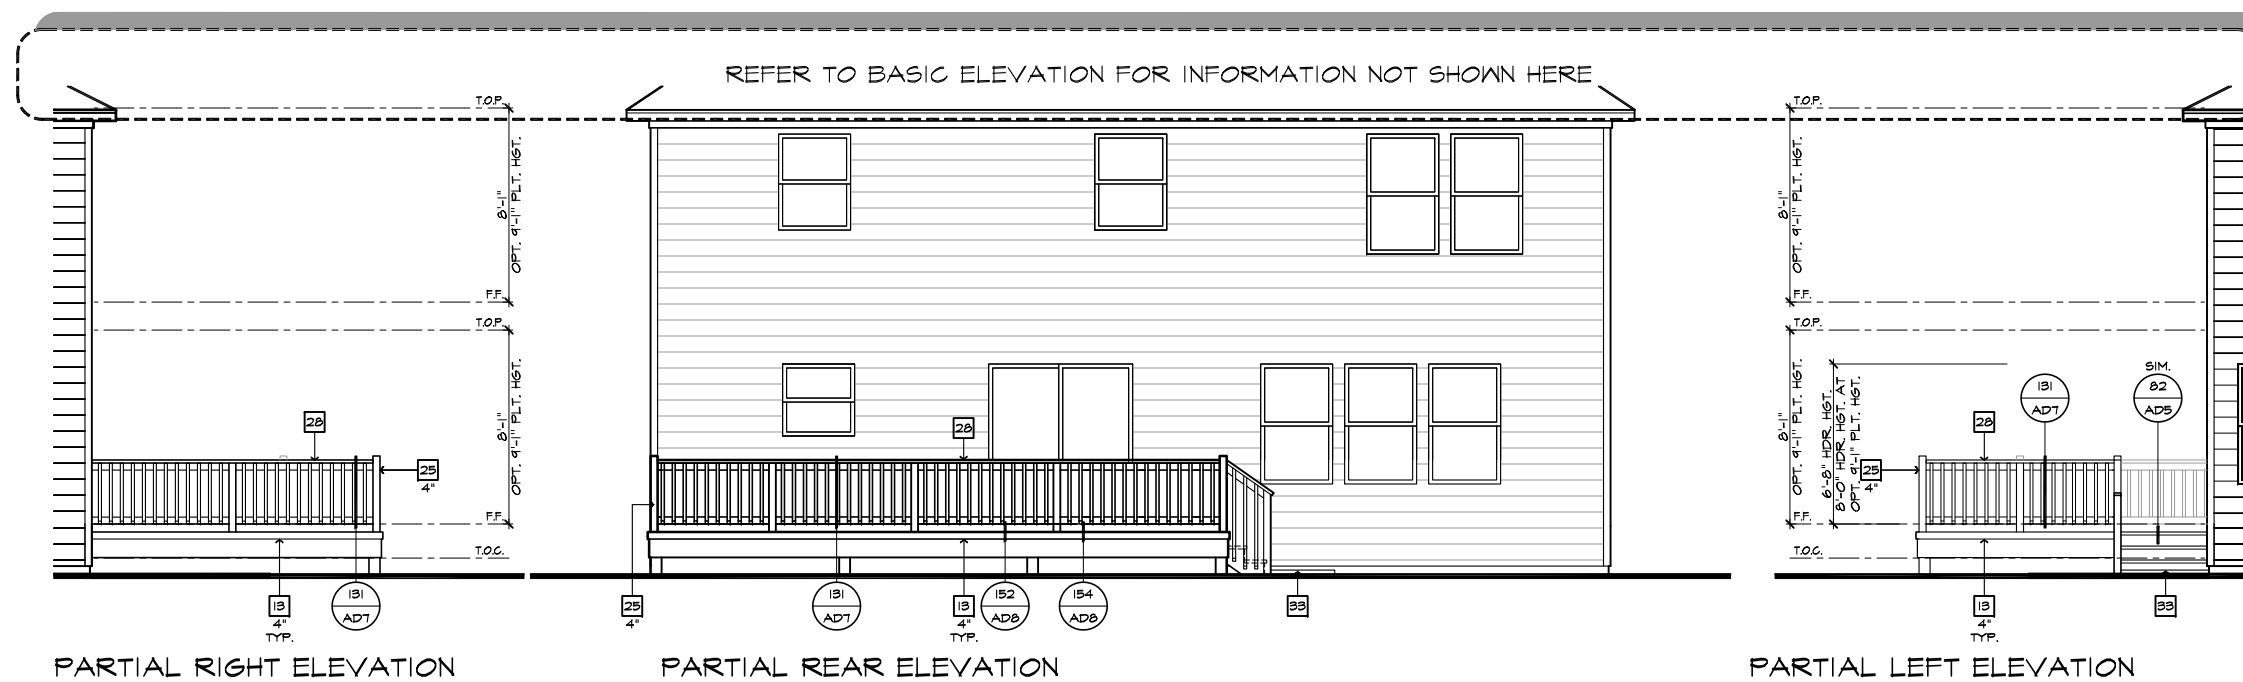 REFER TO BASIC ELEVATION FOR INFORMATION NOT SHOWN HERE
T.O.P.
8'-1"
OPT. 9'-1" PLT. HGT.
F.F.
T.O.P.
8'-1"
OPT. 9'-1" PLT. HGT.
28
25
4"
F.F.
T.O.C.
13
4"
TYP.
131
AD7
PARTIAL RIGHT ELEVATION
28
25
4"
131
AD7
13
4"
TYP.
152
AD8
154
AD8
33
PARTIAL REAR ELEVATION
T.O.P.
8'-1"
OPT. 9'-1" PLT. HGT.
F.F.
T.O.P.
8'-1"
OPT. 9'-1" PLT. HGT.
6'-8" HDR. HGT.
8'-0" HDR. HGT. AT
OPT. 9'-1" PLT. HGT.
SIM.
131
AD7
82
AD5
28
25
4"
F.F.
T.O.C.
13
4"
TYP.
33
PARTIAL LEFT ELEVATION